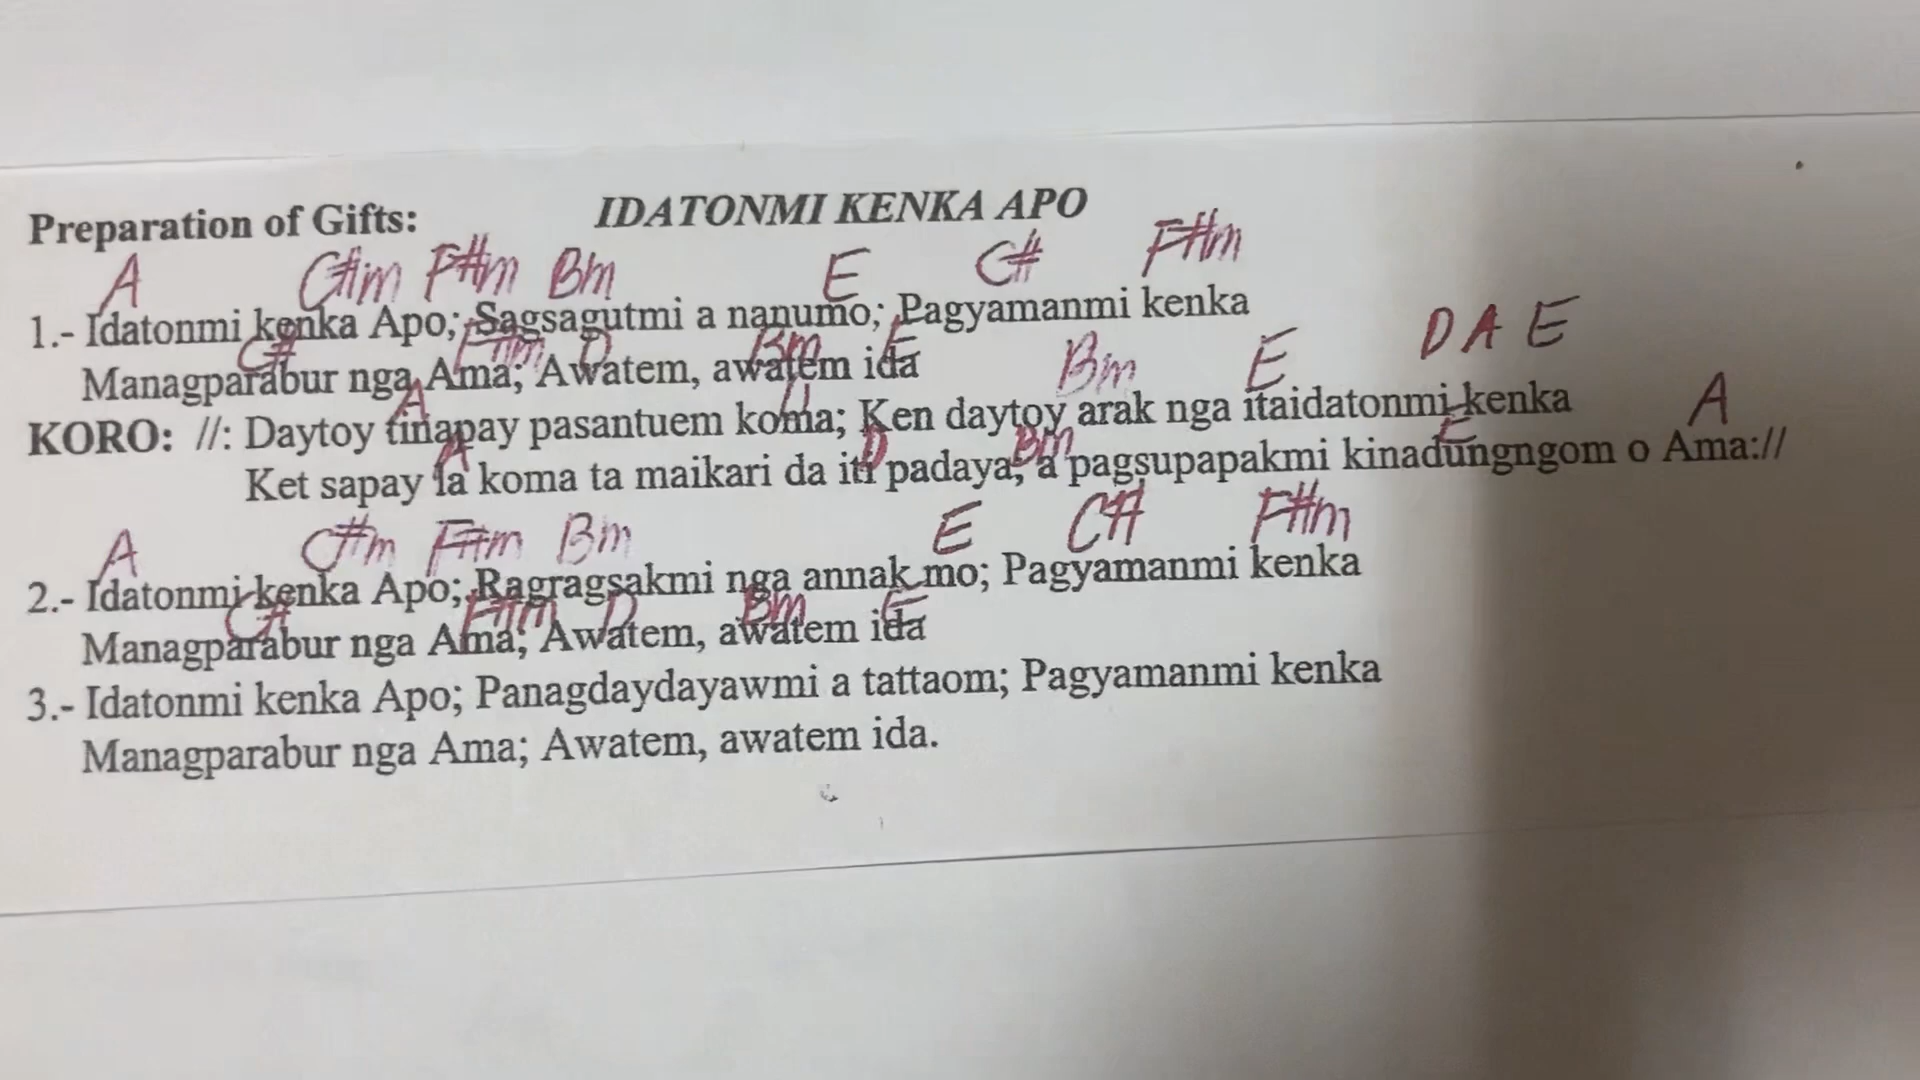 Preparation of Gifts: IDATONMI KENKA APO
A C#m F#m Bm E C# F#m
1.- Idatonmi kenka Apo; Sagsagutmi a nanumo; Pagyamanmi kenka
C# F#m D Bm E
Managparabur nga Ama; Awatem, awatem ida
A Bm E D A E
KORO: //: Daytoy tinapay pasantuem koma; Ken daytoy arak nga itaidatonmi kenka
A D Bm E A
Ket sapay la koma ta maikari da iti padaya, a pagsupapakmi kinadungngom o Ama://
A C#m F#m Bm E C# F#m
2.- Idatonmi kenka Apo; Ragragsakmi nga annak mo; Pagyamanmi kenka
C# F#m D Bm E
Managparabur nga Ama; Awatem, awatem ida
3.- Idatonmi kenka Apo; Panagdaydayawmi a tattaom; Pagyamanmi kenka
Managparabur nga Ama; Awatem, awatem ida.